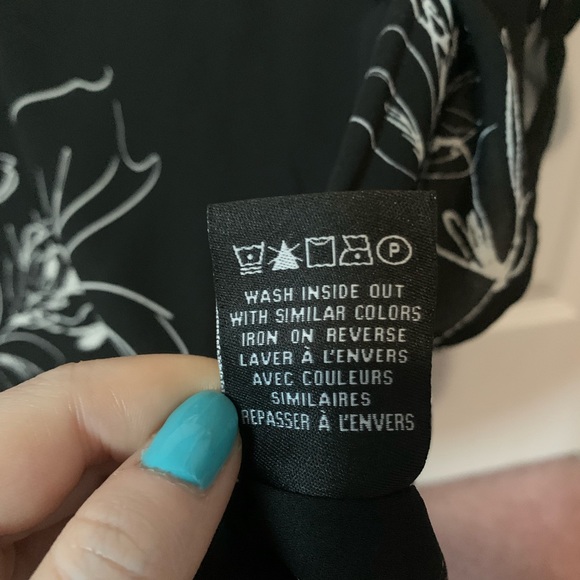 P
WASH INSIDE OUT
WITH SIMILAR COLORS
IRON ON REVERSE
LAVER À L'ENVERS
AVEC COULEURS
SIMILAIRES
REPASSER À L'ENVERS